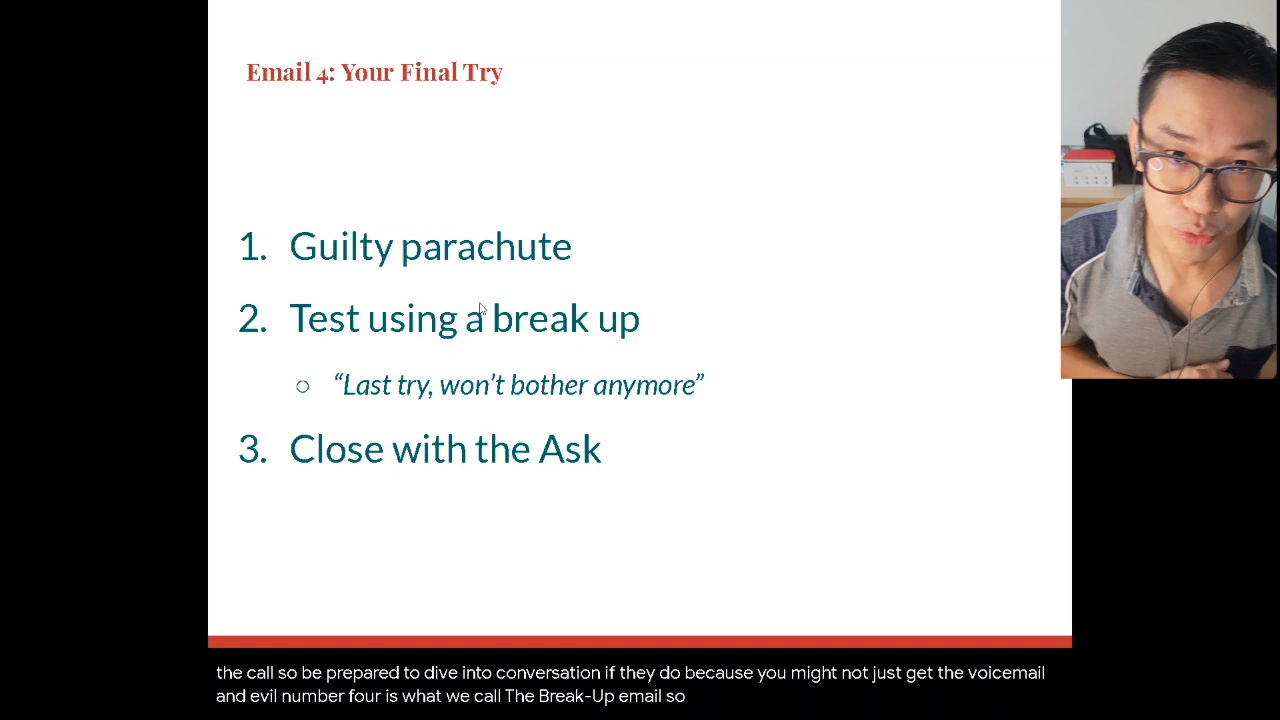 Email 4: Your Final Try
1. Guilty parachute
2. Test using a break up
○ “Last try, won’t bother anymore”
3. Close with the Ask
the call so be prepared to dive into conversation if they do because you might not just get the voicemail
and evil number four is what we call The Break-Up email so